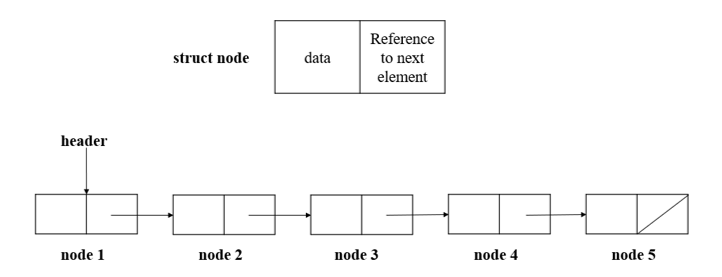 struct node
data
Reference
to next
element
header
node 1
node 2
node 3
node 4
node 5